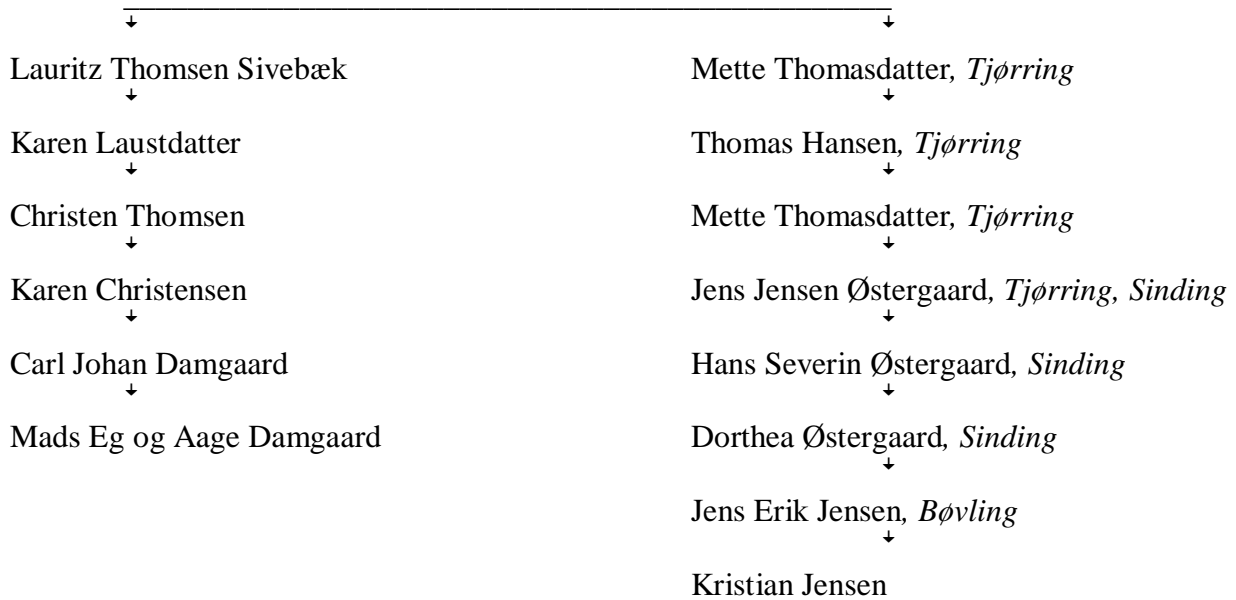 Lauritz Thomsen Sivebæk
Mette Thomasdatter, Tjørring
Karen Laustdatter
Thomas Hansen, Tjørring
Christen Thomsen
Mette Thomasdatter, Tjørring
Karen Christensen
Jens Jensen Østergaard, Tjørring, Sinding
Carl Johan Damgaard
Hans Severin Østergaard, Sinding
Mads Eg og Aage Damgaard
Dorthea Østergaard, Sinding
Jens Erik Jensen, Bøvling
Kristian Jensen